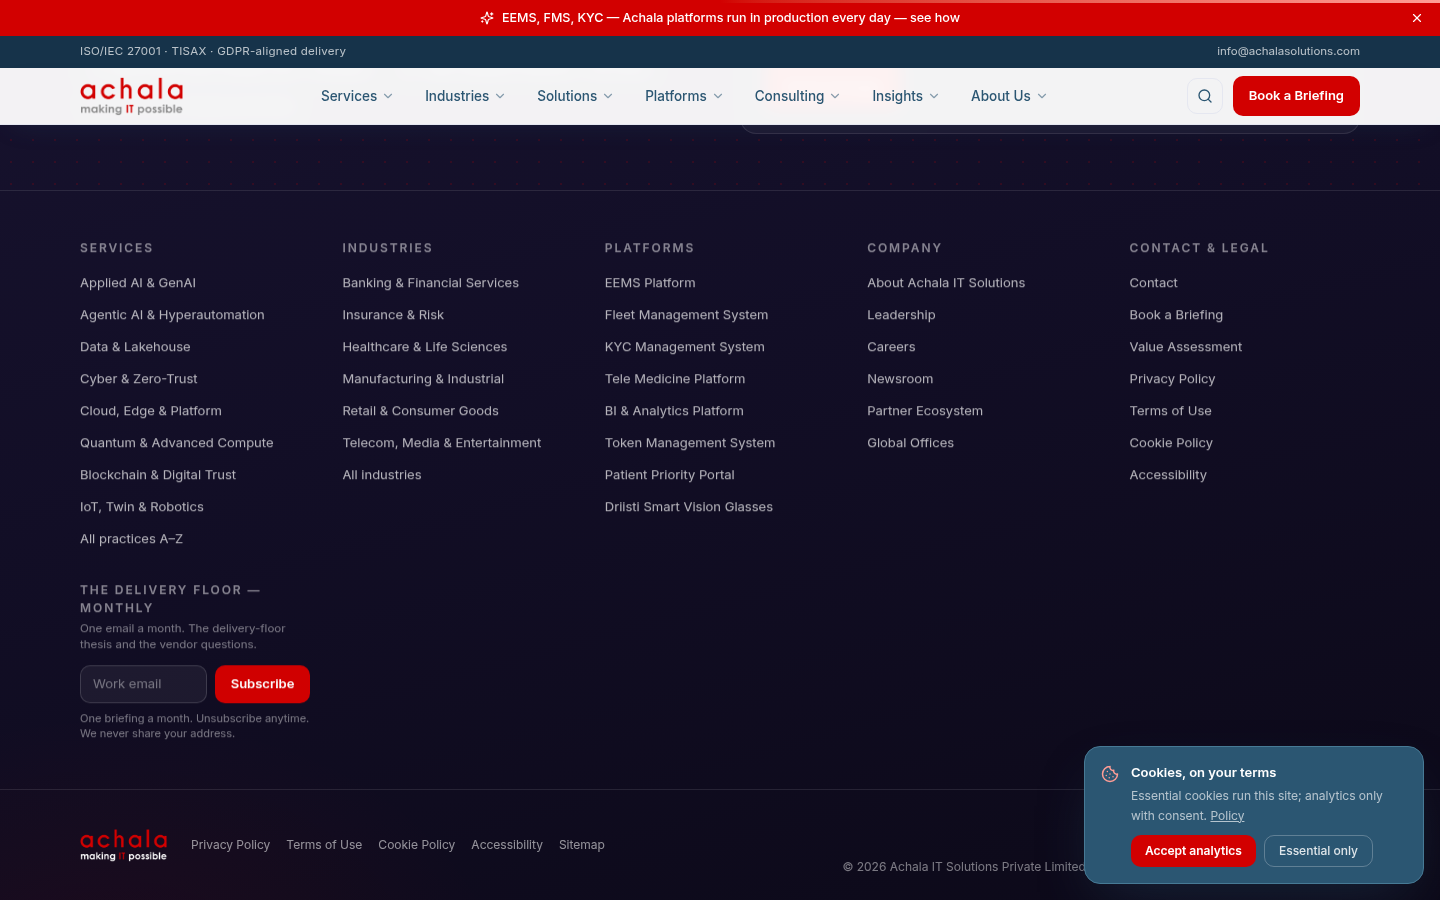 EEMS, FMS, KYC — Achala platforms run in production every day — see how
ISO/IEC 27001 · TISAX · GDPR-aligned delivery
info@achalasolutions.com
achala
making IT possible
Services
Industries
Solutions
Platforms
Consulting
Insights
About Us
Book a Briefing
SERVICES
Applied AI & GenAI
Agentic AI & Hyperautomation
Data & Lakehouse
Cyber & Zero-Trust
Cloud, Edge & Platform
Quantum & Advanced Compute
Blockchain & Digital Trust
IoT, Twin & Robotics
All practices A–Z
INDUSTRIES
Banking & Financial Services
Insurance & Risk
Healthcare & Life Sciences
Manufacturing & Industrial
Retail & Consumer Goods
Telecom, Media & Entertainment
All industries
PLATFORMS
EEMS Platform
Fleet Management System
KYC Management System
Tele Medicine Platform
BI & Analytics Platform
Token Management System
Patient Priority Portal
Driisti Smart Vision Glasses
COMPANY
About Achala IT Solutions
Leadership
Careers
Newsroom
Partner Ecosystem
Global Offices
CONTACT & LEGAL
Contact
Book a Briefing
Value Assessment
Privacy Policy
Terms of Use
Cookie Policy
Accessibility
THE DELIVERY FLOOR —
MONTHLY
One email a month. The delivery-floor
thesis and the vendor questions.
Work email
Subscribe
One briefing a month. Unsubscribe anytime.
We never share your address.
achala
making IT possible
Privacy Policy
Terms of Use
Cookie Policy
Accessibility
Sitemap
© 2026 Achala IT Solutions Private Limited
Cookies, on your terms
Essential cookies run this site; analytics only
with consent. Policy
Accept analytics
Essential only